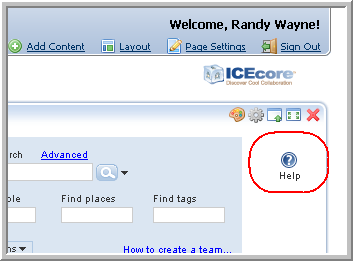 Welcome, Randy Wayne!
Add Content Layout Page Settings Sign Out
ICEcore
Discover Cool Collaboration
rch Advanced
Help
ple Find places Find tags
ns How to create a team...